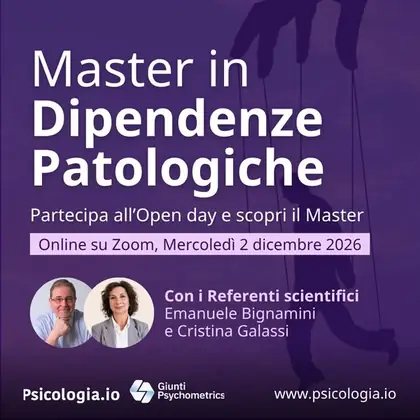 Master in
Dipendenze
Patologiche
Partecipa all'Open day e scopri il Master
Online su Zoom, Mercoledì 2 dicembre 2026
Con i Referenti scientifici
Emanuele Bignamini
e Cristina Galassi
Psicologia.io
Giunti
Psychometrics
www.psicologia.io